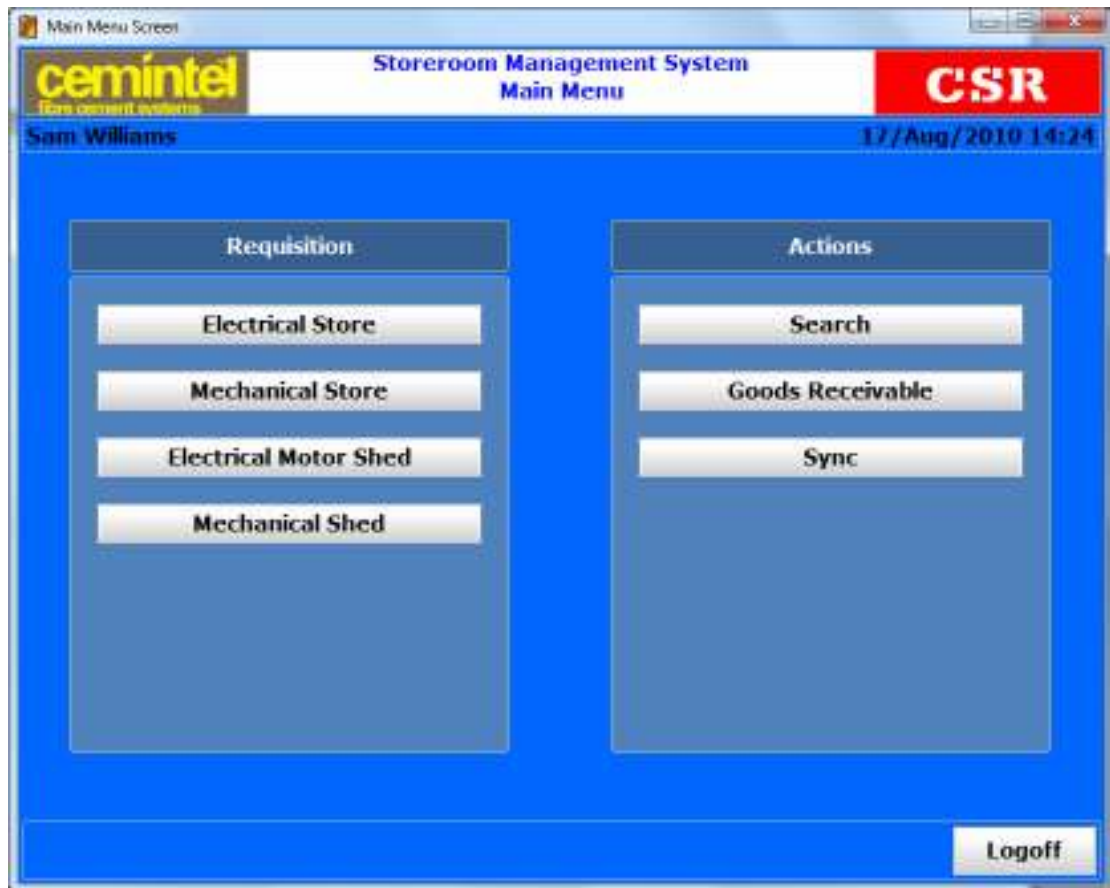 Main Menu Screen
cemintel
fibre cement systems
Storeroom Management System
Main Menu
CSR
Sam Williams
17/Aug/2010 14:24
Requisition
Electrical Store
Mechanical Store
Electrical Motor Shed
Mechanical Shed
Actions
Search
Goods Receivable
Sync
Logoff